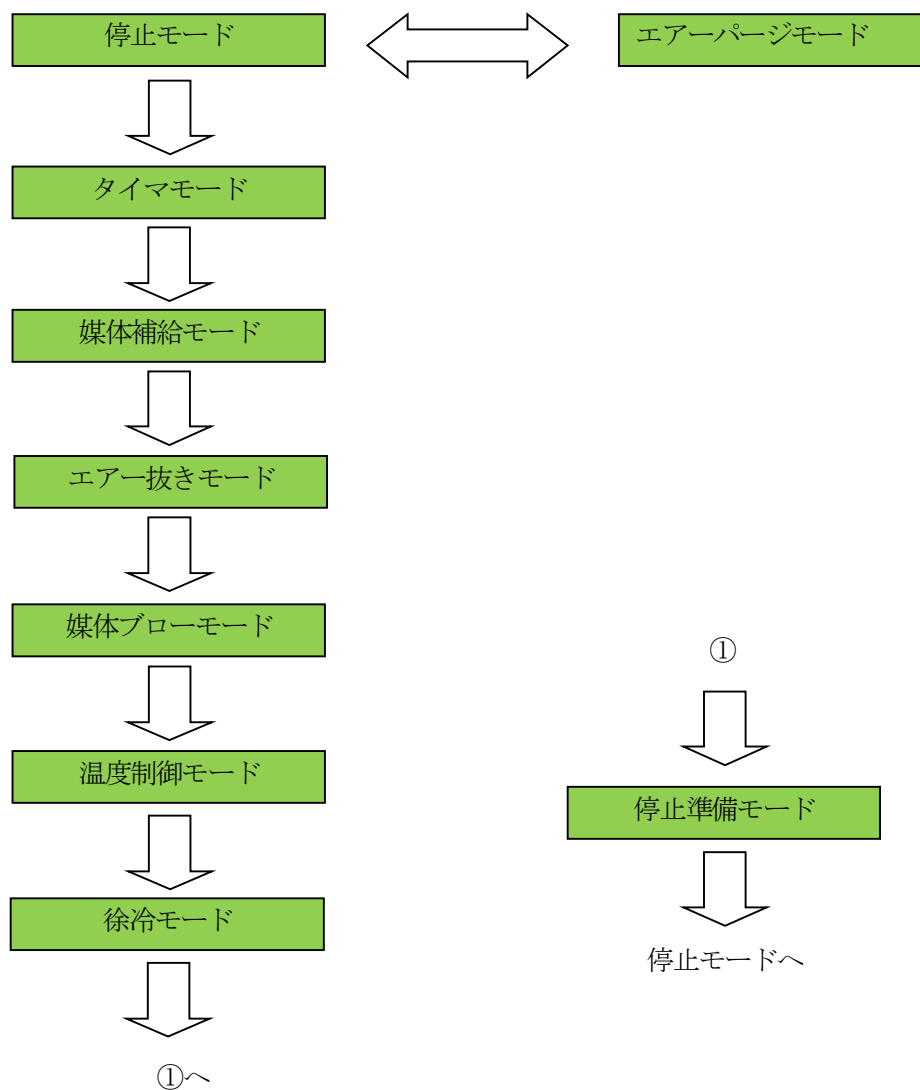 停止モード
エアーパージモード
タイマモード
媒体補給モード
エアー抜きモード
媒体ブローモード
温度制御モード
徐冷モード
①へ
①
停止準備モード
停止モードへ